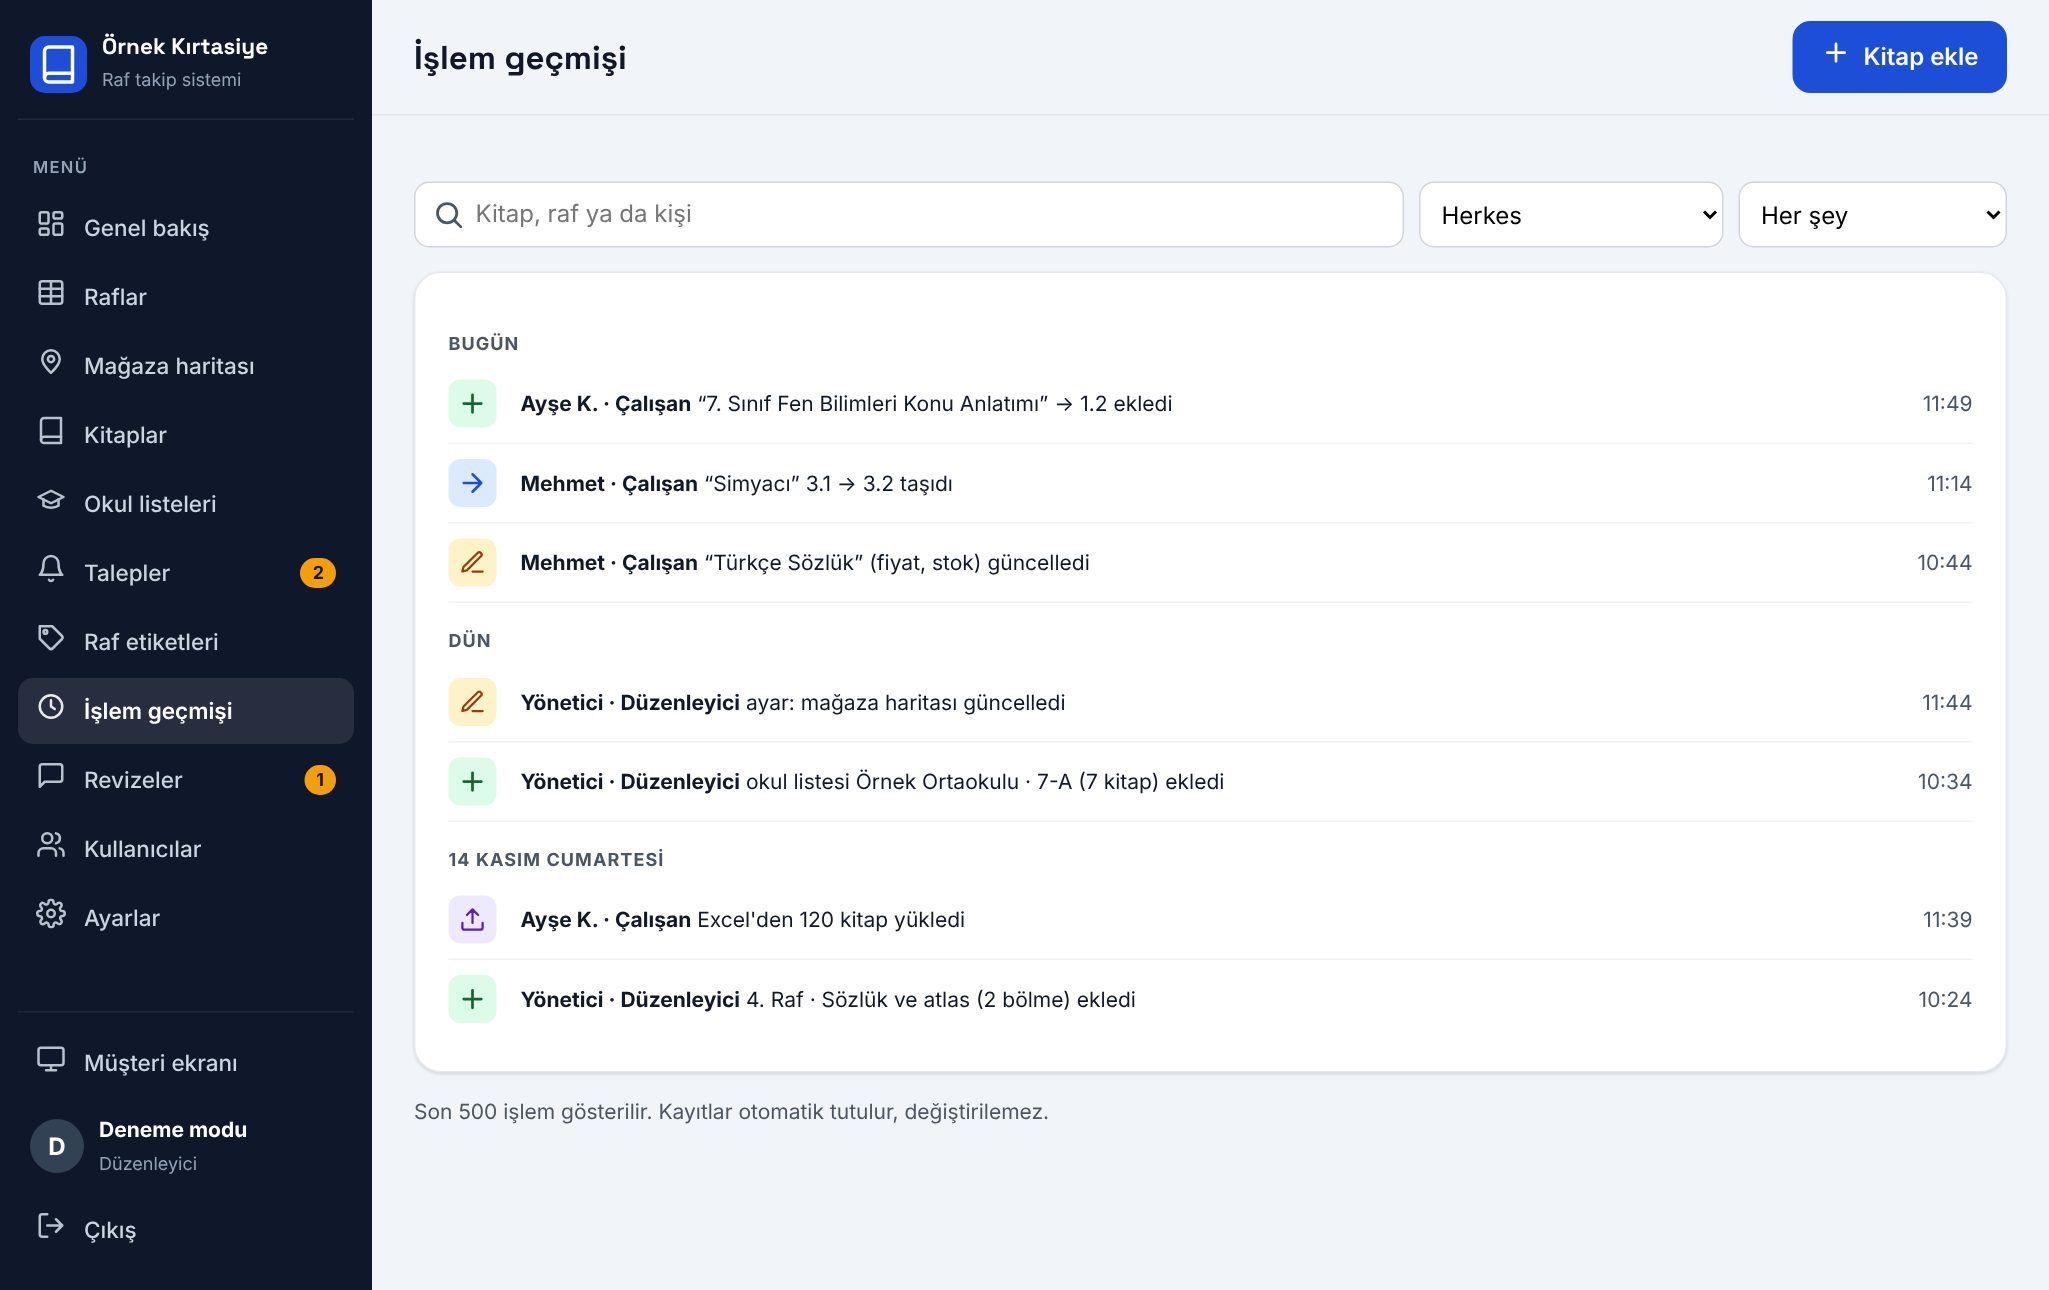 Örnek Kırtasiye
Raf takip sistemi
MENÜ
Genel bakış
Raflar
Mağaza haritası
Kitaplar
Okul listeleri
Talepler 2
Raf etiketleri
İşlem geçmişi
Revizeler 1
Kullanıcılar
Ayarlar
Müşteri ekranı
D
Deneme modu
Düzenleyici
Çıkış
İşlem geçmişi
+ Kitap ekle
Kitap, raf ya da kişi
Herkes
Her şey
BUGÜN
Ayşe K. · Çalışan “7. Sınıf Fen Bilimleri Konu Anlatımı” → 1.2 ekledi 11:49
Mehmet · Çalışan “Simyacı” 3.1 → 3.2 taşıdı 11:14
Mehmet · Çalışan “Türkçe Sözlük” (fiyat, stok) güncelledi 10:44
DÜN
Yönetici · Düzenleyici ayar: mağaza haritası güncelledi 11:44
Yönetici · Düzenleyici okul listesi Örnek Ortaokulu · 7-A (7 kitap) ekledi 10:34
14 KASIM CUMARTESİ
Ayşe K. · Çalışan Excel'den 120 kitap yükledi 11:39
Yönetici · Düzenleyici 4. Raf · Sözlük ve atlas (2 bölme) ekledi 10:24
Son 500 işlem gösterilir. Kayıtlar otomatik tutulur, değiştirilemez.